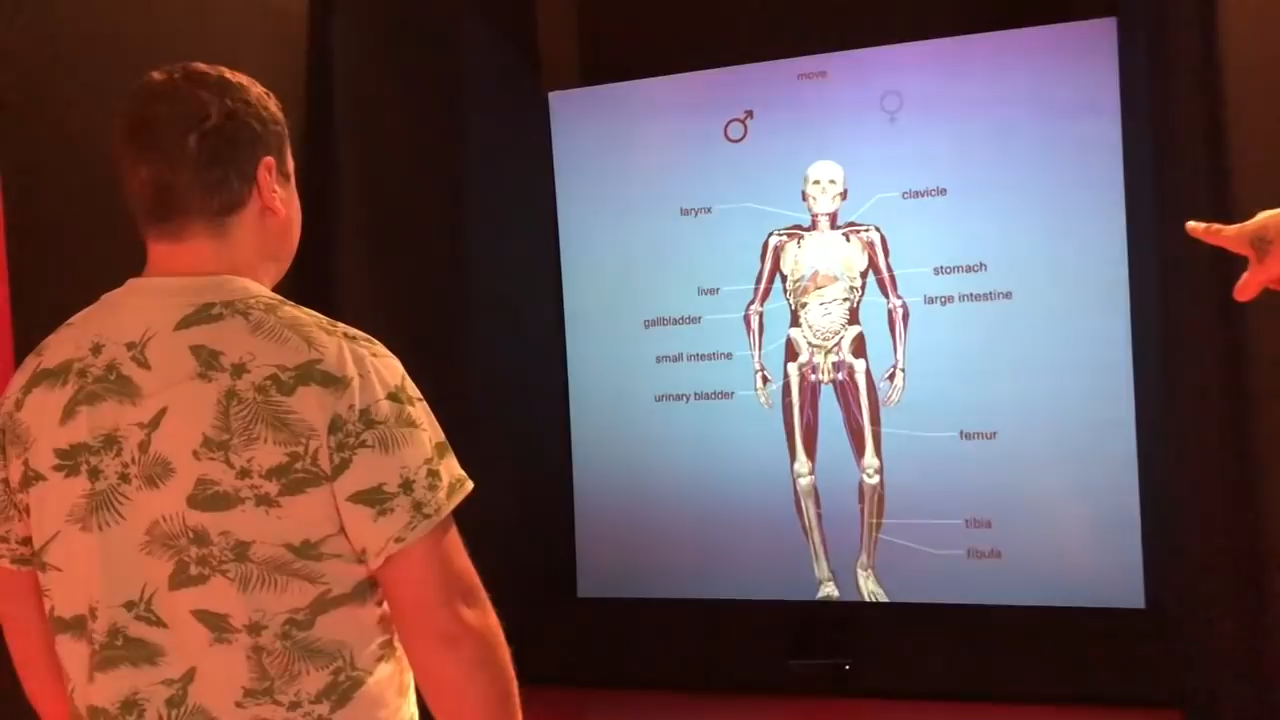 move
larynx
clavicle
liver
stomach
gallbladder
large intestine
small intestine
urinary bladder
femur
tibia
fibula